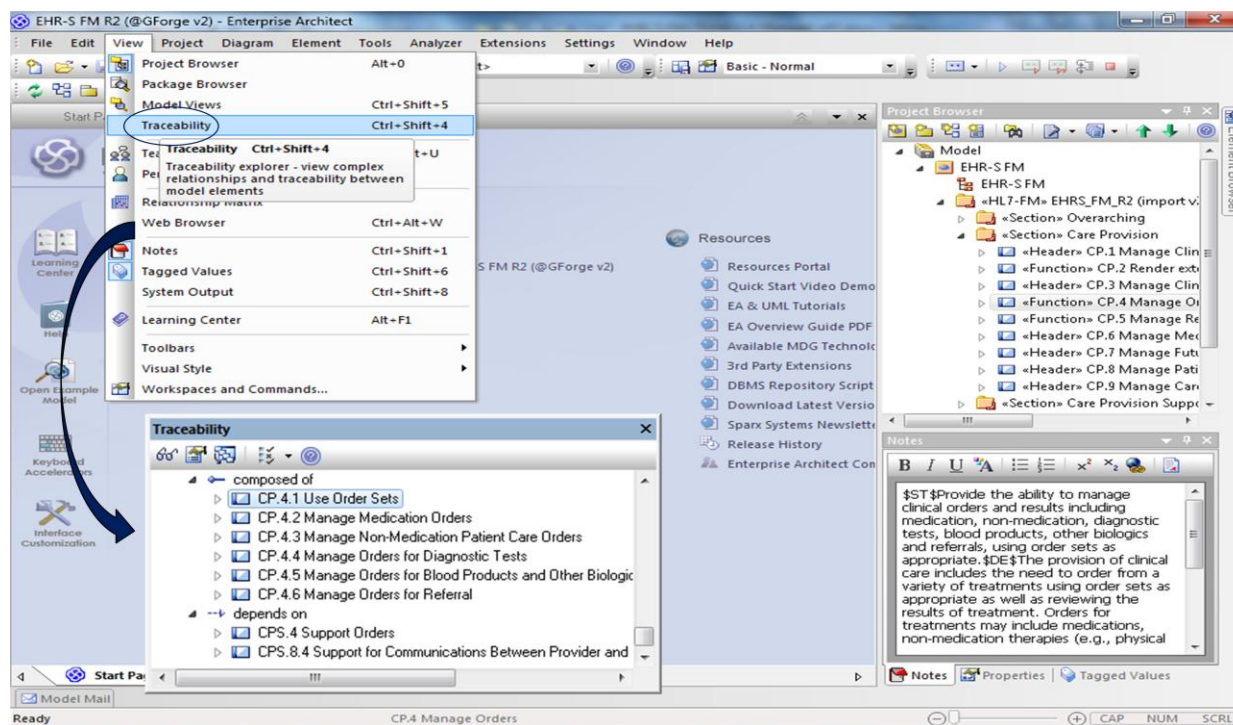 EHR-S FM R2 (@GForge v2) - Enterprise Architect
File Edit View Project Diagram Element Tools Analyzer Extensions Settings Window Help
Project Browser Alt+0
Basic - Normal
Package Browser
Model Views Ctrl+Shift+5
Start P
Traceability Ctrl+Shift+4
Traceability Ctrl+Shift+4
Traceability explorer - view complex
relationships and traceability between
model elements
Relationship Matrix
Web Browser Ctrl+Alt+W
Notes Ctrl+Shift+1
Tagged Values Ctrl+Shift+6
System Output Ctrl+Shift+8
Learning Center Alt+F1
Toolbars
Visual Style
Workspaces and Commands...
Learning
Center
Help
Open Example
Model
Keyboard
Accelerators
Interface
Customization
S FM R2 (@GForge v2)
Resources
Resources Portal
Quick Start Video Demo
EA & UML Tutorials
EA Overview Guide PDF
Available MDG Technolo
3rd Party Extensions
DBMS Repository Script
Download Latest Versio
Sparx Systems Newslett
Release History
Enterprise Architect Con
Project Browser
Model
EHR-S FM
EHR-S FM
«HL7-FM» EHRS_FM_R2 (import v
«Section» Overarching
«Section» Care Provision
«Header» CP.1 Manage Clin
«Function» CP.2 Render ext
«Header» CP.3 Manage Clin
«Function» CP.4 Manage Or
«Function» CP.5 Manage Re
«Header» CP.6 Manage Med
«Header» CP.7 Manage Futu
«Header» CP.8 Manage Pati
«Header» CP.9 Manage Care
«Section» Care Provision Suppo
Element Browser
Traceability
composed of
CP.4.1 Use Order Sets
CP.4.2 Manage Medication Orders
CP.4.3 Manage Non-Medication Patient Care Orders
CP.4.4 Manage Orders for Diagnostic Tests
CP.4.5 Manage Orders for Blood Products and Other Biologic
CP.4.6 Manage Orders for Referral
depends on
CPS.4 Support Orders
CPS.8.4 Support for Communications Between Provider and
Notes
B I U A
$ST$Provide the ability to manage
clinical orders and results including
medication, non-medication, diagnostic
tests, blood products, other biologics
and referrals, using order sets as
appropriate.$DE$The provision of clinical
care includes the need to order from a
variety of treatments using order sets as
appropriate as well as reviewing the
results of treatment. Orders for
treatments may include medications,
non-medication therapies (e.g., physical
Notes Properties Tagged Values
Start Pa
Model Mail
Ready CP.4 Manage Orders CAP NUM SCRL